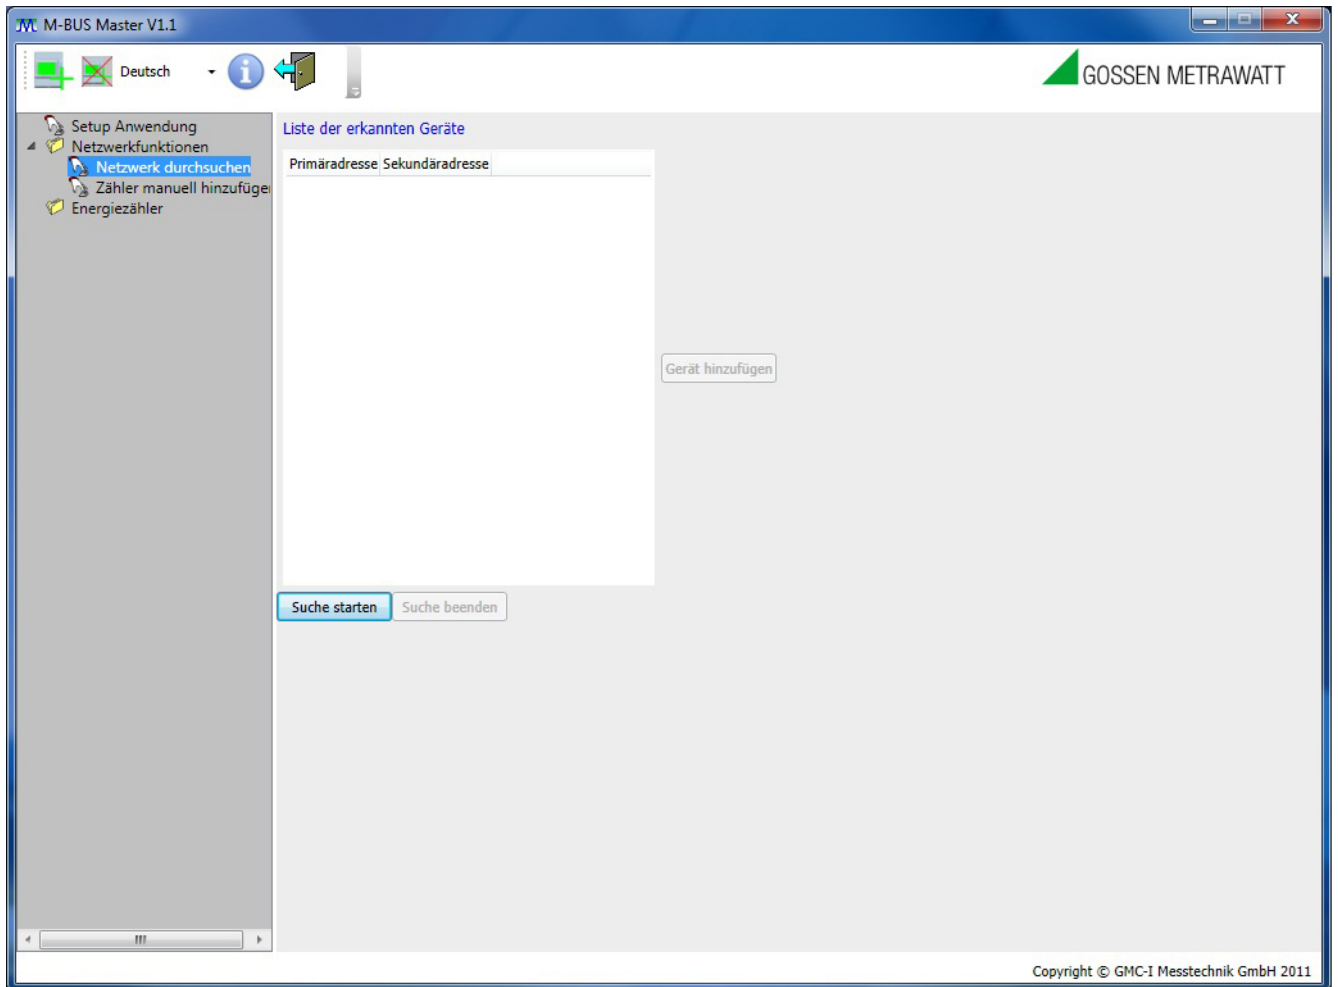 M-BUS Master V1.1
Deutsch
GOSSEN METRAWATT
Setup Anwendung
Netzwerkfunktionen
Netzwerk durchsuchen
Zähler manuell hinzufüge
Energiezähler
Liste der erkannten Geräte
Primäradresse Sekundäradresse
Gerät hinzufügen
Suche starten Suche beenden
Copyright © GMC-I Messtechnik GmbH 2011